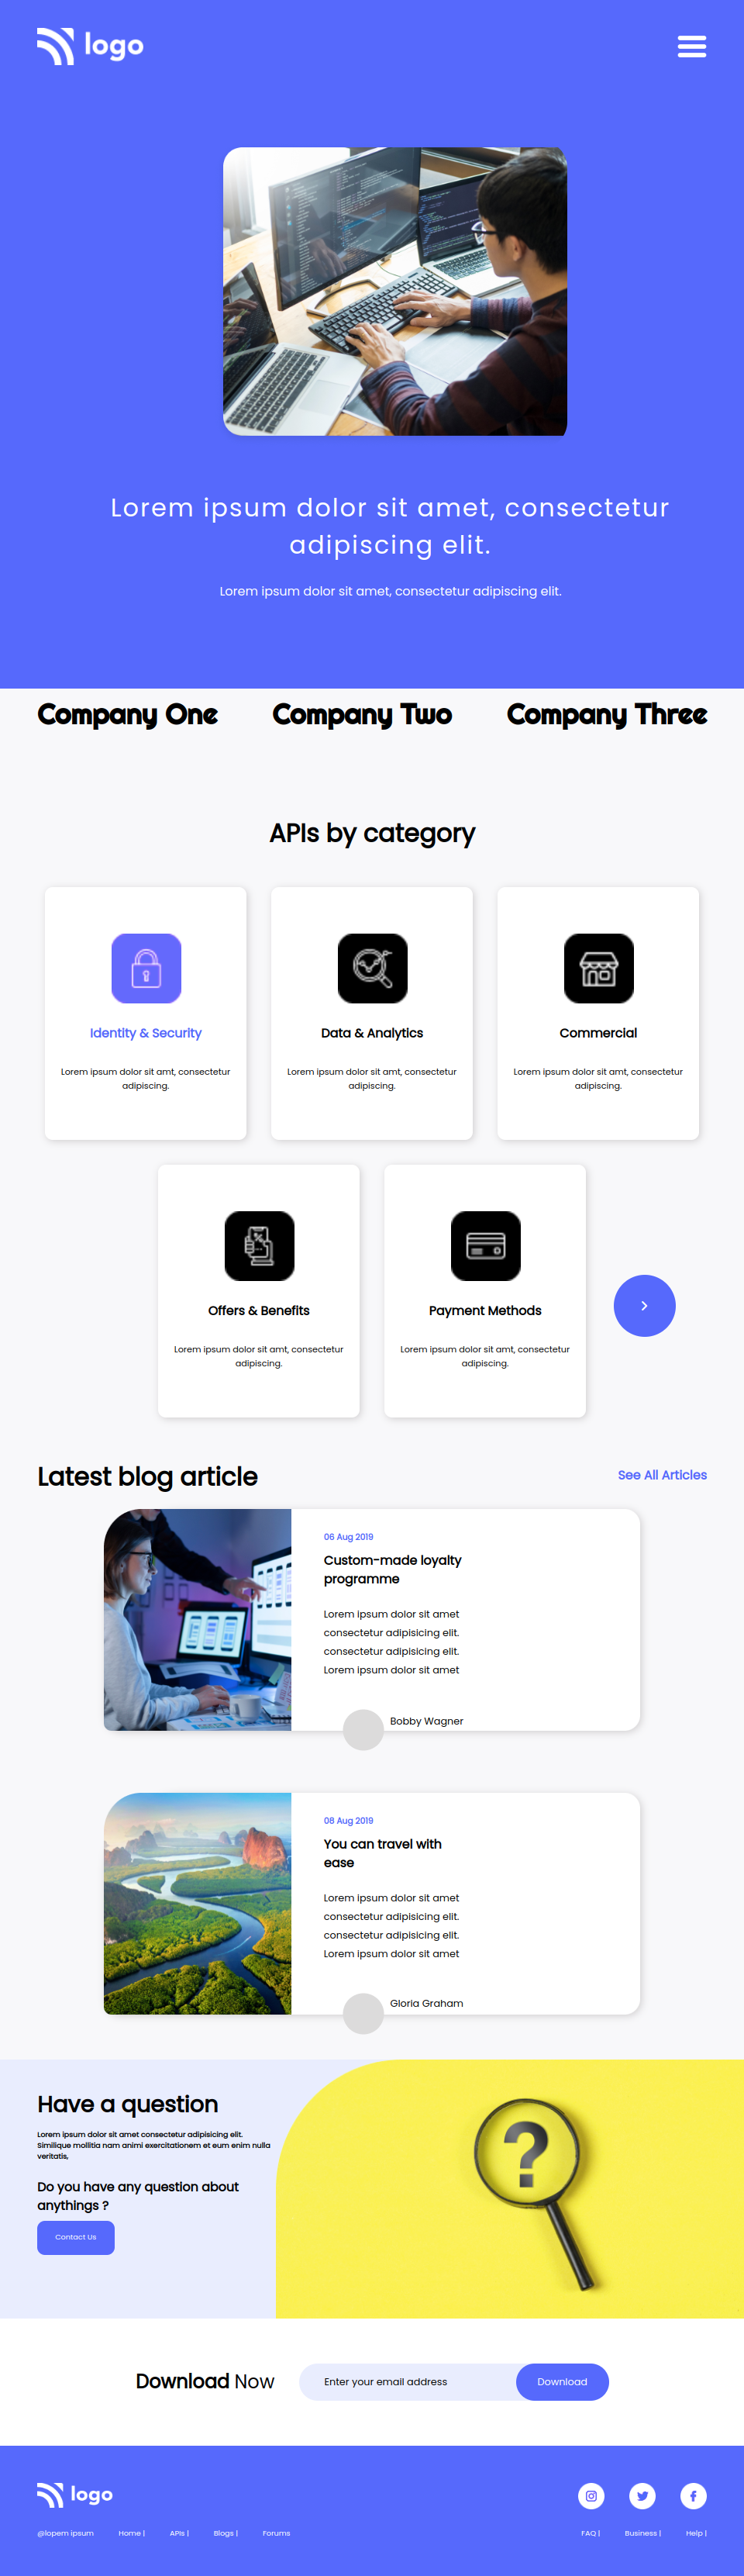 logo
Lorem ipsum dolor sit amet, consectetur
adipiscing elit.
Lorem ipsum dolor sit amet, consectetur adipiscing elit.
Company One Company Two Company Three
APIs by category
Identity & Security
Lorem ipsum dolor sit amt, consectetur
adipiscing.
Data & Analytics
Lorem ipsum dolor sit amt, consectetur
adipiscing.
Commercial
Lorem ipsum dolor sit amt, consectetur
adipiscing.
Offers & Benefits
Lorem ipsum dolor sit amt, consectetur
adipiscing.
Payment Methods
Lorem ipsum dolor sit amt, consectetur
adipiscing.
Latest blog article
See All Articles
06 Aug 2019
Custom-made loyalty
programme
Lorem ipsum dolor sit amet
consectetur adipisicing elit.
consectetur adipisicing elit.
Lorem ipsum dolor sit amet
Bobby Wagner
08 Aug 2019
You can travel with
ease
Lorem ipsum dolor sit amet
consectetur adipisicing elit.
consectetur adipisicing elit.
Lorem ipsum dolor sit amet
Gloria Graham
Have a question
Lorem ipsum dolor sit amet consectetur adipisicing elit.
Similique mollitia nam animi exercitationem et eum enim nulla
veritatis,
Do you have any question about
anythings ?
Contact Us
?
Download Now
Enter your email address
Download
logo
@lopem ipsum Home | APIs | Blogs | Forums
FAQ | Business | Help |